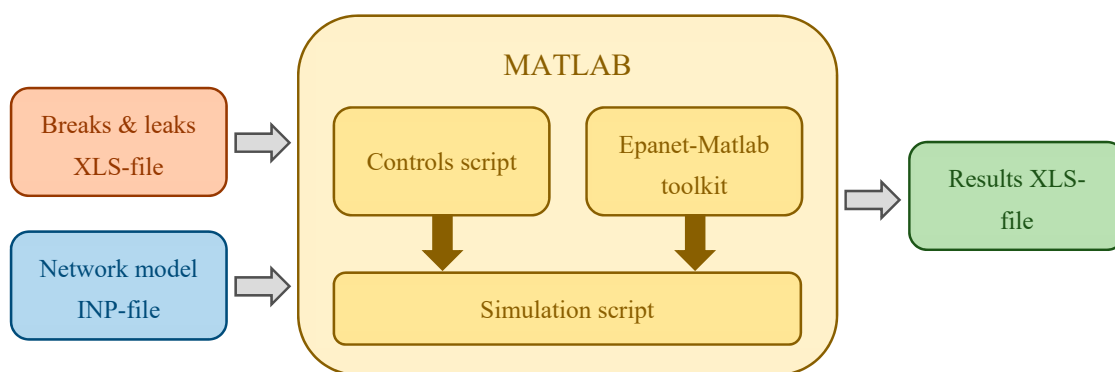 MATLAB
Breaks & leaks
XLS-file
Controls script
Epanet-Matlab
toolkit
Results XLS-
file
Network model
INP-file
Simulation script